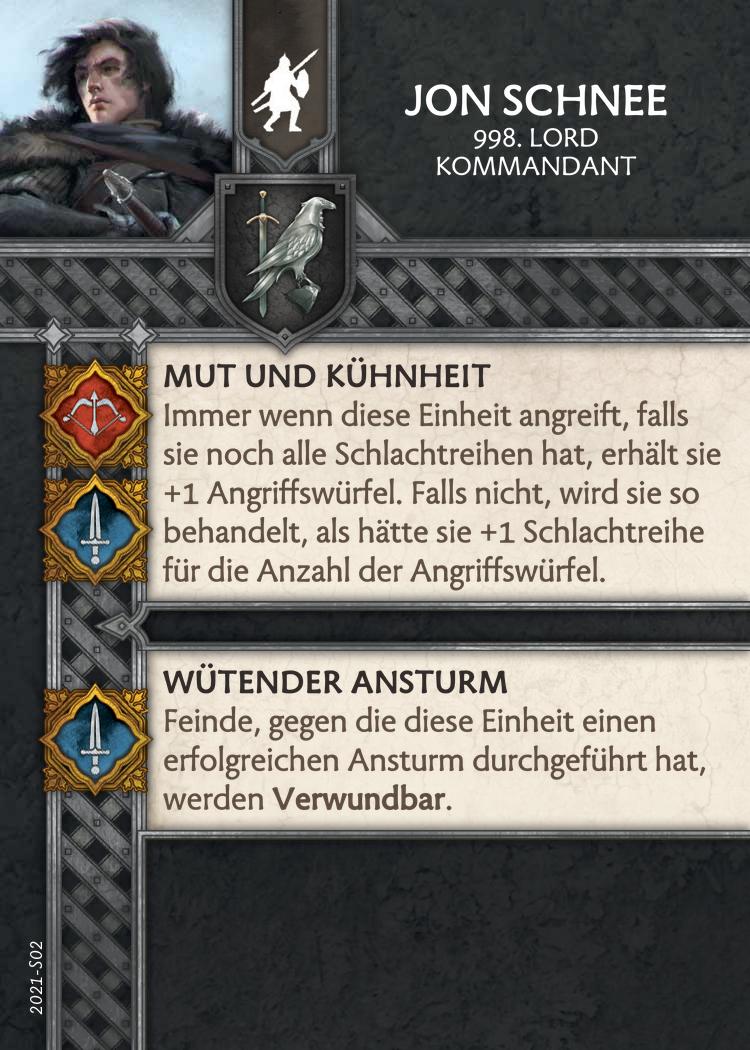 JON SCHNEE
998. LORD
KOMMANDANT
MUT UND KÜHNHEIT
Immer wenn diese Einheit angreift, falls
sie noch alle Schlachtreihen hat, erhält sie
+1 Angriffswürfel. Falls nicht, wird sie so
behandelt, als hätte sie +1 Schlachtreihe
für die Anzahl der Angriffswürfel.
WÜTENDER ANSTURM
Feinde, gegen die diese Einheit einen
erfolgreichen Ansturm durchgeführt hat,
werden Verwundbar.
2021-S02